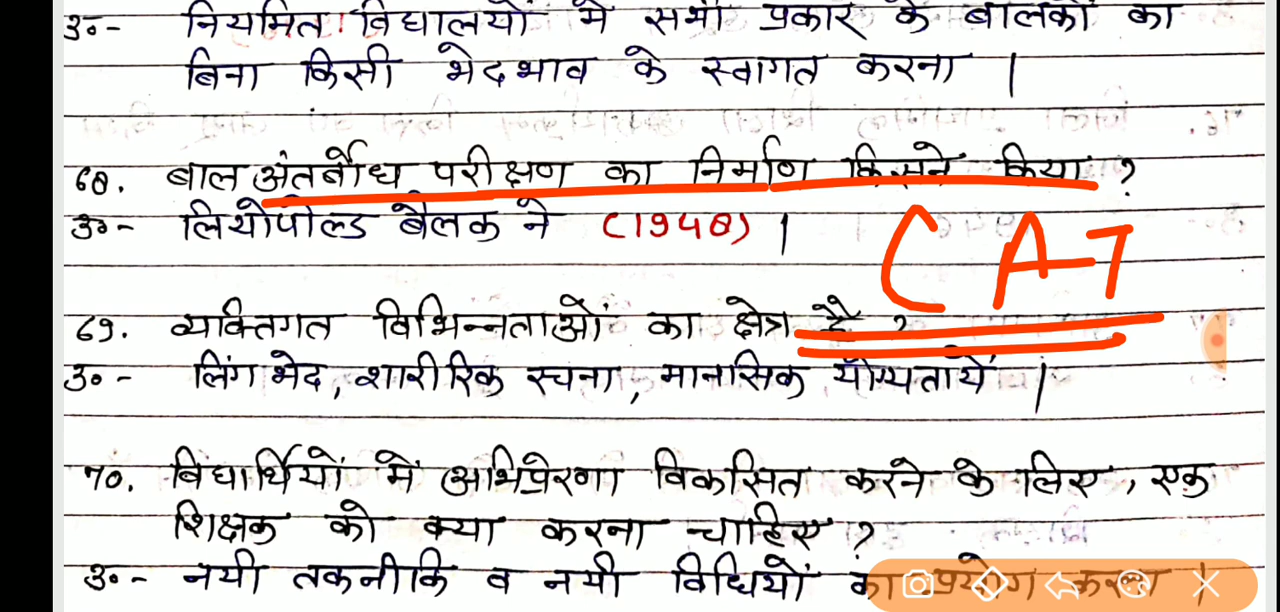 उ०- नियमित विद्यालयों में सभी प्रकार के बालकों का
बिना किसी भेदभाव के स्वागत करना |
68. बाल अंतर्बोध परीक्षण का निर्माण किसने किया ?
उ०- लियोपोल्ड बैलक ने (1948) |
CAT
69. व्यक्तिगत विभिन्नताओं का क्षेत्र है ?
उ०- लिंग भेद, शारीरिक रचना, मानसिक योग्यतायें |
70. विद्यार्थियों में अभिप्रेरणा विकसित करने के लिए, एक
शिक्षक को क्या करना चाहिए ?
उ०- नयी तकनीकि व नयी विधियों का प्रयोग करना |